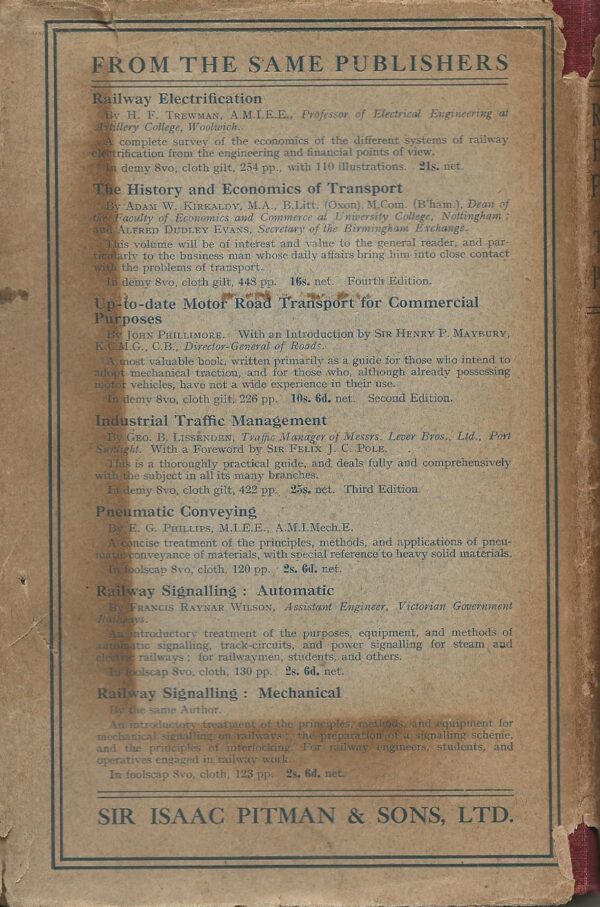 FROM THE SAME PUBLISHERS
Railway Electrification
By H. F. TREWMAN, A.M.I.E.E., Professor of Electrical Engineering at
Artillery College, Woolwich.
A complete survey of the economics of the different systems of railway
electrification from the engineering and financial points of view.
In demy 8vo, cloth gilt, 254 pp., with 110 illustrations. 21s. net.
The History and Economics of Transport
By ADAM W. KIRKALDY, M.A., B.Litt. (Oxon), M.Com. (B'ham.), Dean of
the Faculty of Economics and Commerce at University College, Nottingham;
and ALFRED DUDLEY EVANS, Secretary of the Birmingham Exchange.
This volume will be of interest and value to the general reader, and par-
ticularly to the business man whose daily affairs bring him into close contact
with the problems of transport.
In demy 8vo, cloth gilt, 448 pp. 16s. net. Fourth Edition.
Up-to-date Motor Road Transport for Commercial
Purposes
By JOHN PHILLIMORE. With an Introduction by SIR HENRY P. MAYBURY,
K.C.M.G., C.B., Director-General of Roads.
A most valuable book, written primarily as a guide for those who intend to
adopt mechanical traction, and for those who, although already possessing
motor vehicles, have not a wide experience in their use.
In demy 8vo, cloth gilt, 226 pp. 10s. 6d. net. Second Edition.
Industrial Traffic Management
By GEO. B. LISSENDEN, Traffic Manager of Messrs. Lever Bros., Ltd., Port
Sunlight. With a Foreword by SIR FELIX J. C. POLE.
This is a thoroughly practical guide, and deals fully and comprehensively
with the subject in all its many branches.
In demy 8vo, cloth gilt, 422 pp. 25s. net. Third Edition.
Pneumatic Conveying
By E. G. PHILLIPS, M.I.E.E., A.M.I.Mech.E.
A concise treatment of the principles, methods, and applications of pneu-
matic conveyance of materials, with special reference to heavy solid materials.
In foolscap 8vo, cloth, 120 pp. 2s. 6d. net.
Railway Signalling : Automatic
By FRANCIS RAYNAR WILSON, Assistant Engineer, Victorian Government
Railways.
An introductory treatment of the purposes, equipment, and methods of
automatic signalling, track-circuits, and power signalling for steam and
electric railways; for railwaymen, students, and others.
In foolscap 8vo, cloth, 130 pp. 2s. 6d. net.
Railway Signalling : Mechanical
By the same Author.
An introductory treatment of the principles, methods, and equipment for
mechanical signalling on railways; the preparation of a signalling scheme,
and the principles of interlocking. For railway engineers, students, and
operatives engaged in railway work.
In foolscap 8vo, cloth, 123 pp. 2s. 6d. net.
SIR ISAAC PITMAN & SONS, LTD.